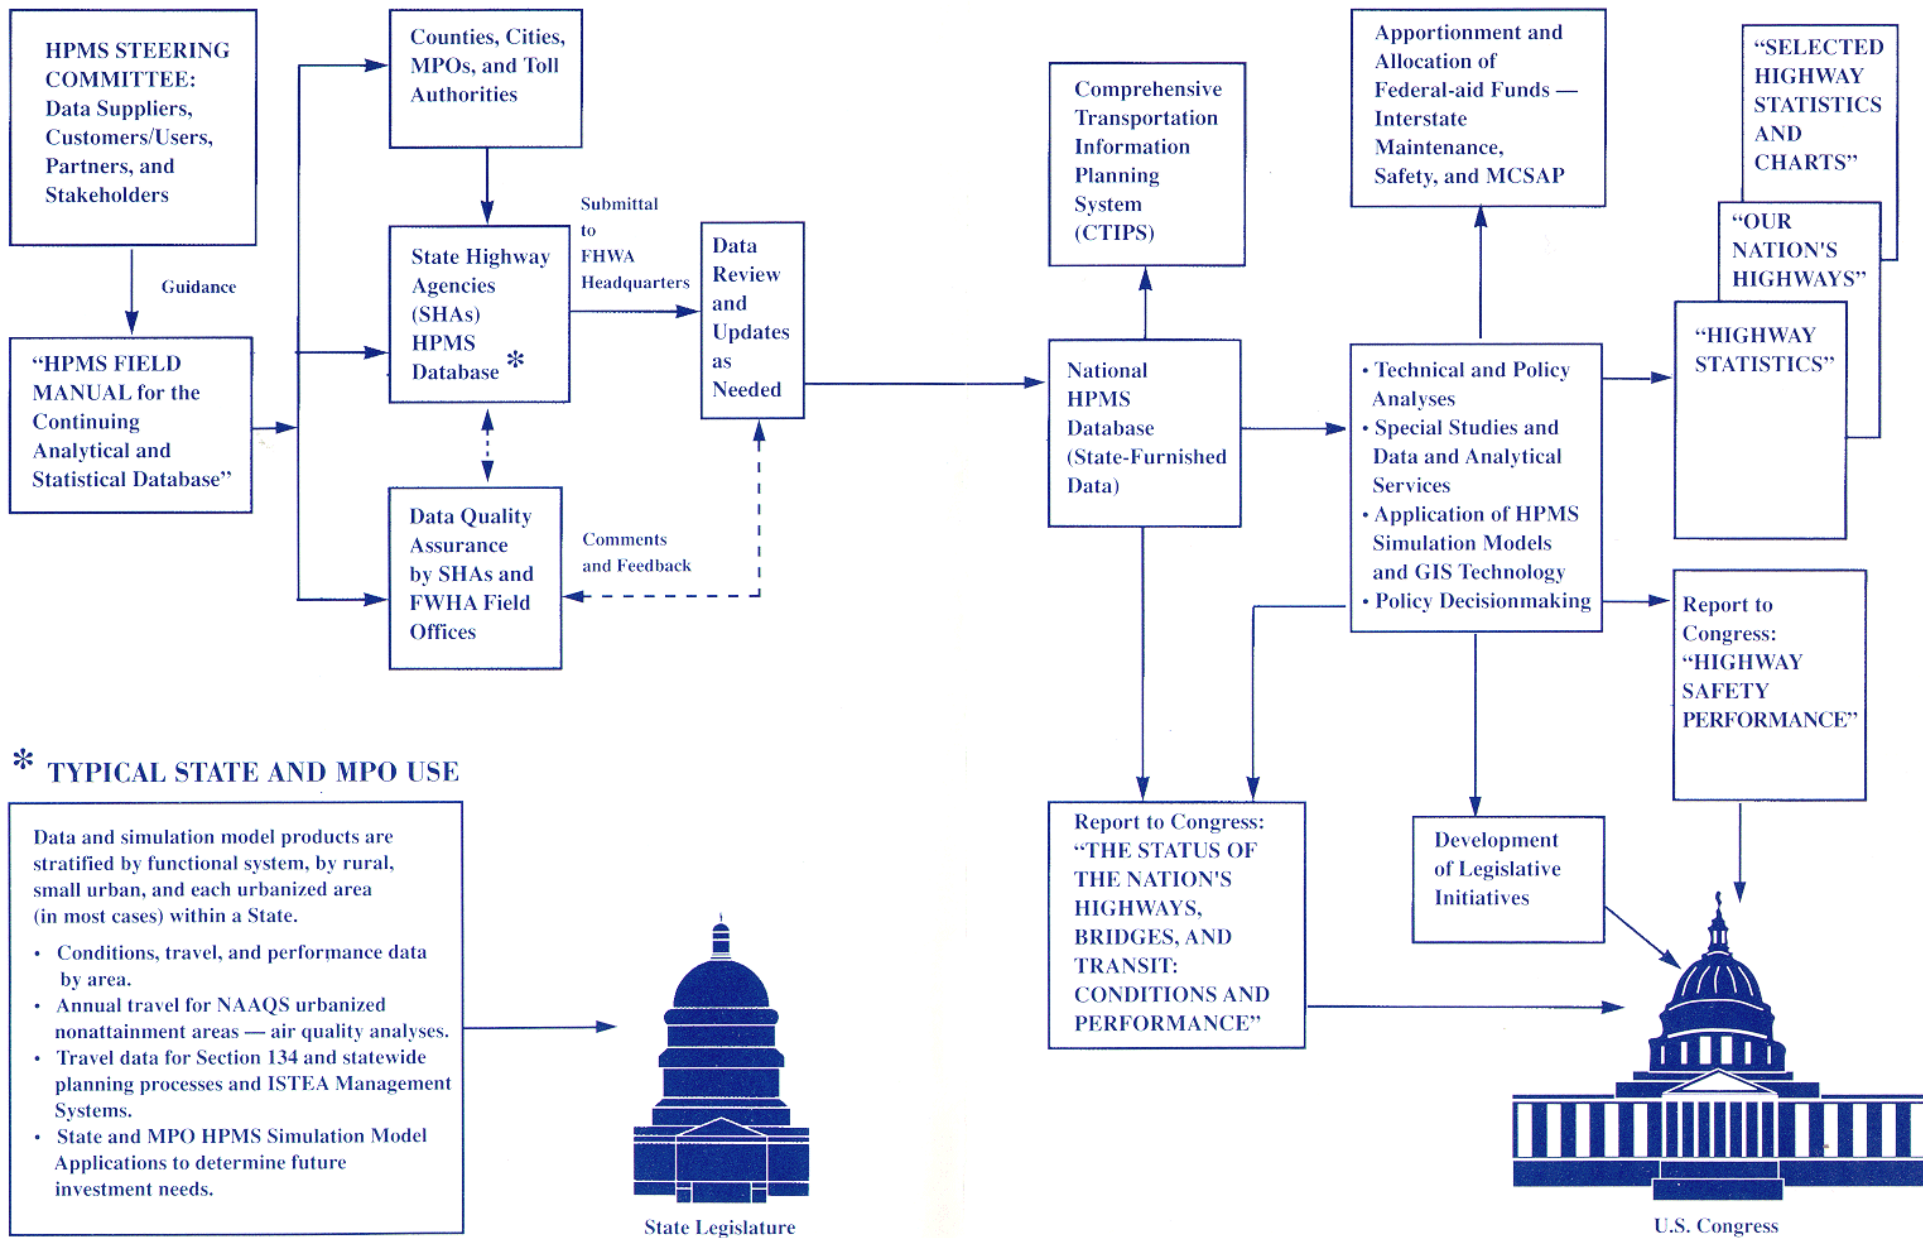 HPMS STEERING
COMMITTEE:
Data Suppliers,
Customers/Users,
Partners, and
Stakeholders
Guidance
“HPMS FIELD
MANUAL for the
Continuing
Analytical and
Statistical Database”
Counties, Cities,
MPOs, and Toll
Authorities
State Highway
Agencies
(SHAs)
HPMS
Database *
Submittal
to
FHWA
Headquarters
Data Quality
Assurance
by SHAs and
FWHA Field
Offices
Comments
and Feedback
Data
Review
and
Updates
as
Needed
Comprehensive
Transportation
Information
Planning
System
(CTIPS)
National
HPMS
Database
(State-Furnished
Data)
Apportionment and
Allocation of
Federal-aid Funds —
Interstate
Maintenance,
Safety, and MCSAP
• Technical and Policy
Analyses
• Special Studies and
Data and Analytical
Services
• Application of HPMS
Simulation Models
and GIS Technology
• Policy Decisionmaking
“SELECTED
HIGHWAY
STATISTICS
AND
CHARTS”
“OUR
NATION'S
HIGHWAYS”
“HIGHWAY
STATISTICS”
Report to
Congress:
“HIGHWAY
SAFETY
PERFORMANCE”
Report to Congress:
“THE STATUS OF
THE NATION'S
HIGHWAYS,
BRIDGES, AND
TRANSIT:
CONDITIONS AND
PERFORMANCE”
Development
of Legislative
Initiatives
U.S. Congress
* TYPICAL STATE AND MPO USE
Data and simulation model products are
stratified by functional system, by rural,
small urban, and each urbanized area
(in most cases) within a State.
• Conditions, travel, and performance data
by area.
• Annual travel for NAAQS urbanized
nonattainment areas — air quality analyses.
• Travel data for Section 134 and statewide
planning processes and ISTEA Management
Systems.
• State and MPO HPMS Simulation Model
Applications to determine future
investment needs.
State Legislature